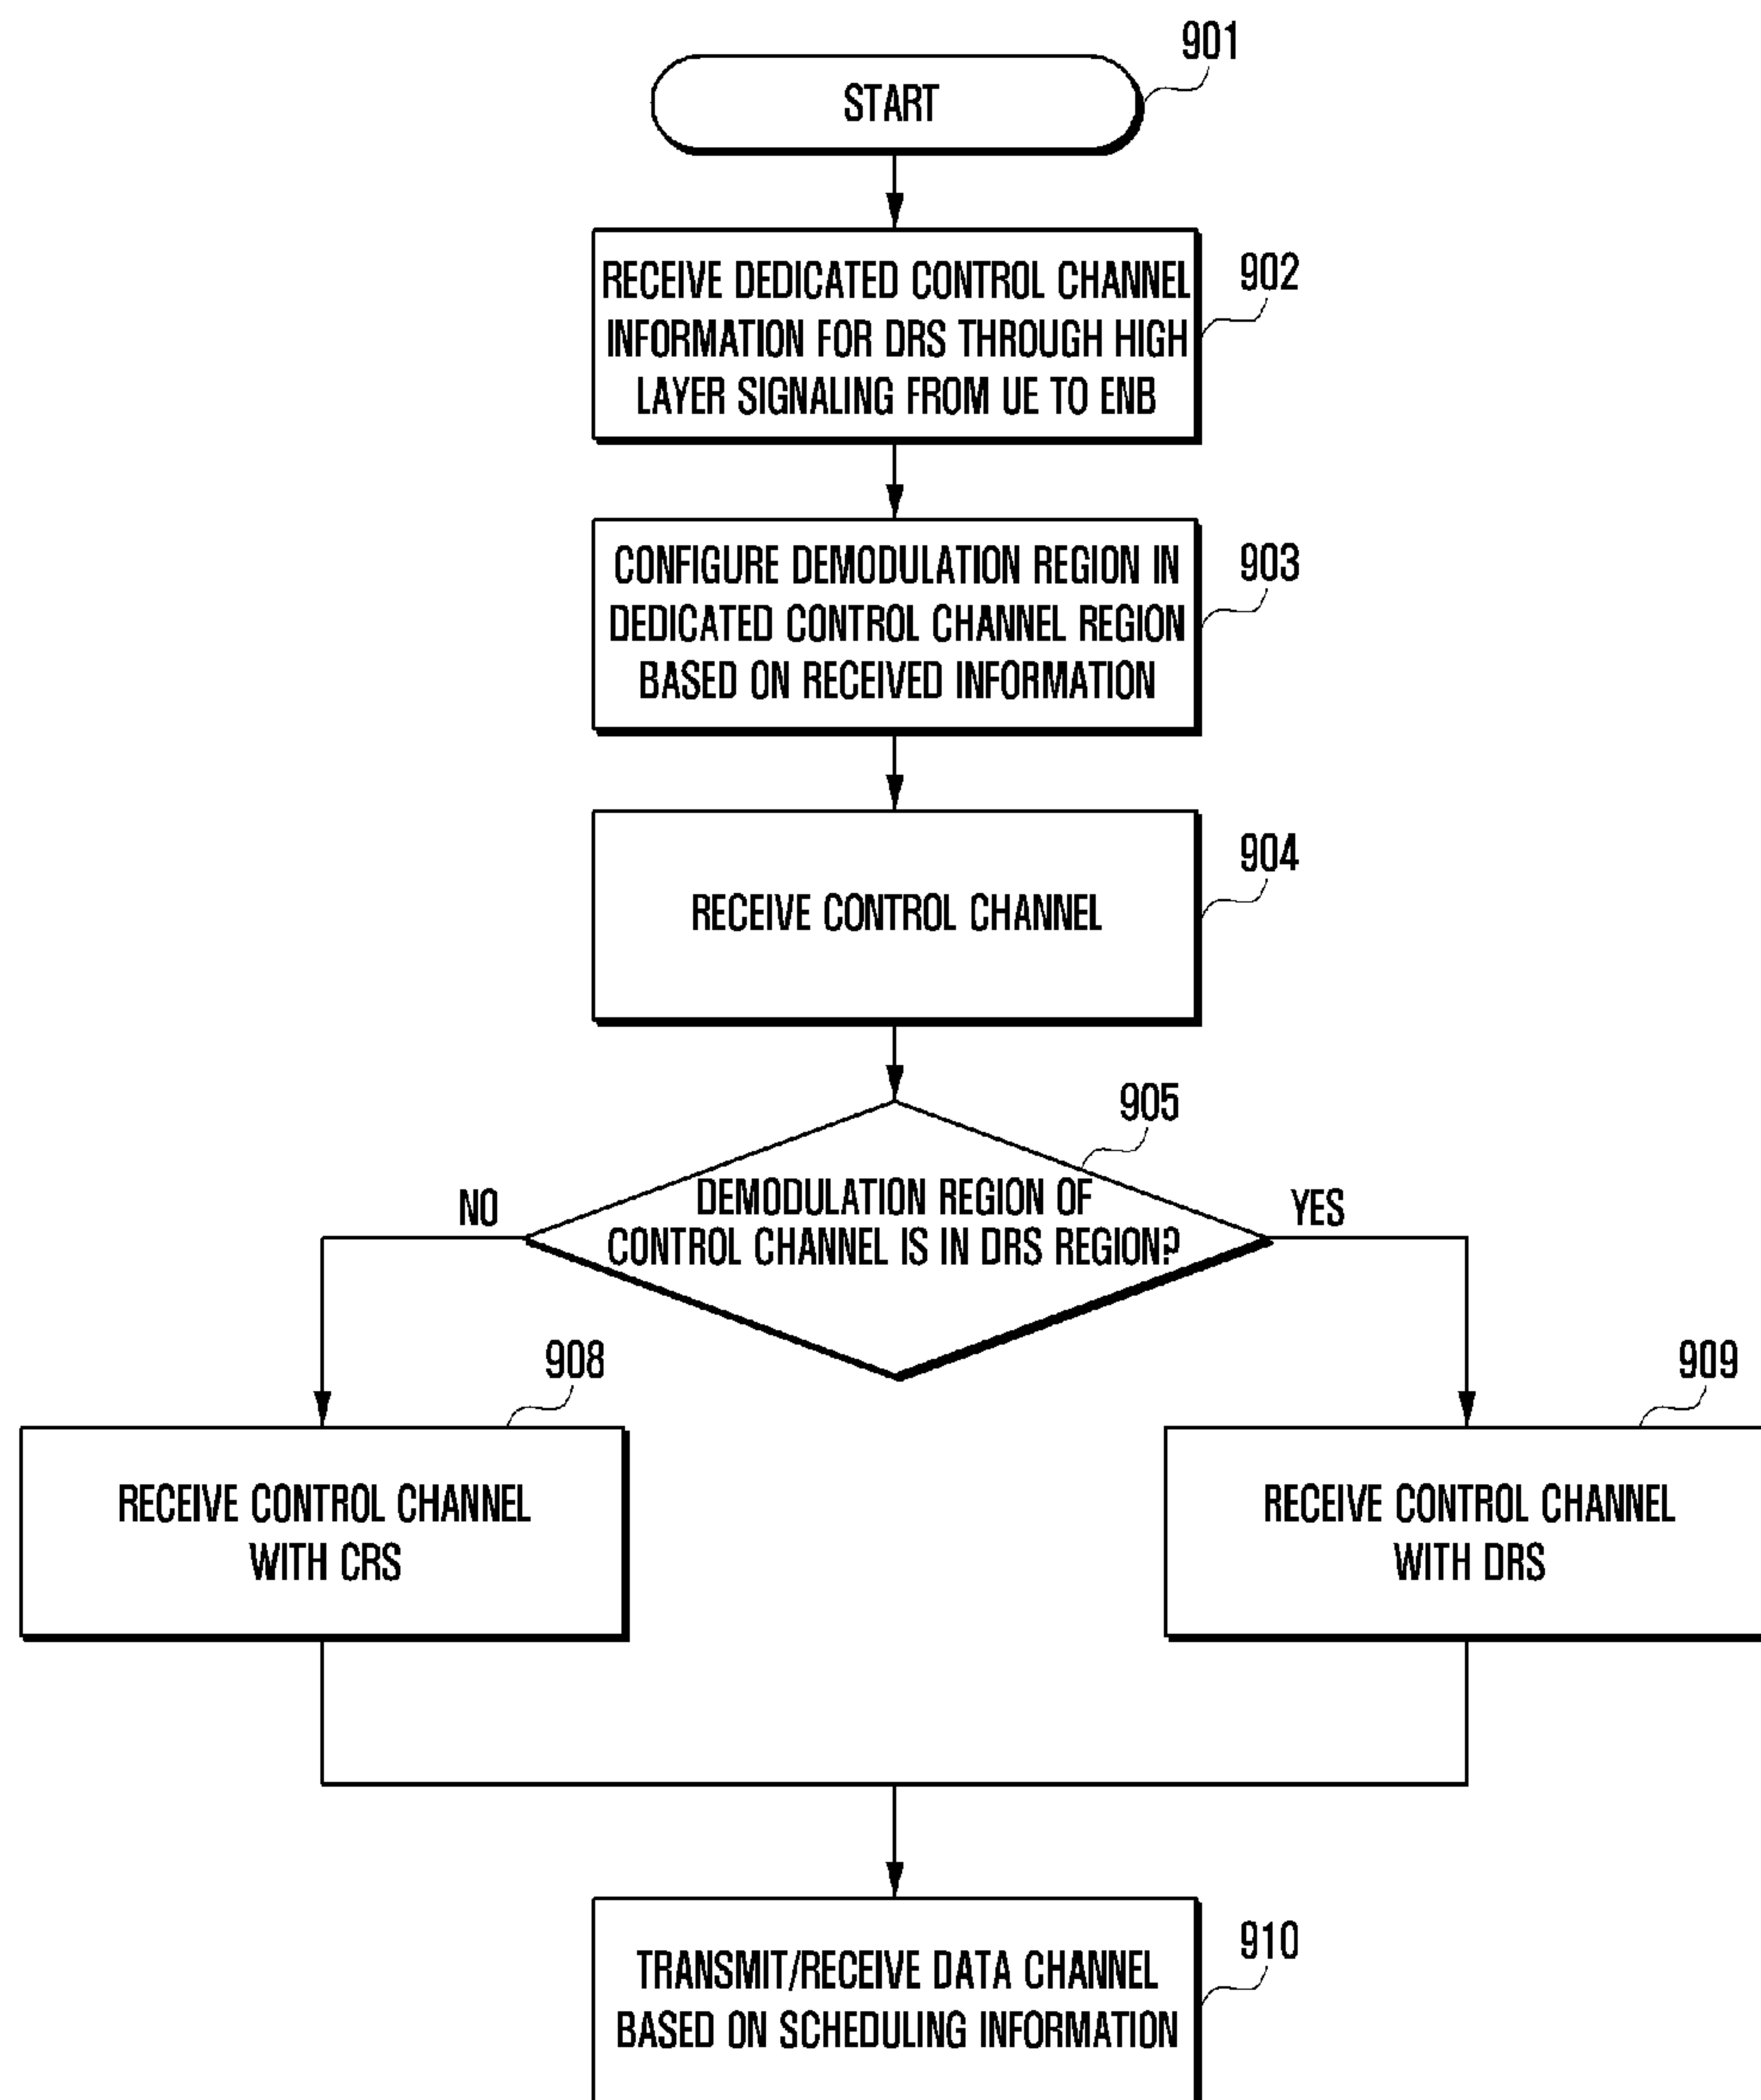 901
START
902
RECEIVE DEDICATED CONTROL CHANNEL
INFORMATION FOR DRS THROUGH HIGH
LAYER SIGNALING FROM UE TO ENB
903
CONFIGURE DEMODULATION REGION IN
DEDICATED CONTROL CHANNEL REGION
BASED ON RECEIVED INFORMATION
904
RECEIVE CONTROL CHANNEL
905
DEMODULATION REGION OF
CONTROL CHANNEL IS IN DRS REGION?
NO
YES
908
RECEIVE CONTROL CHANNEL
WITH CRS
909
RECEIVE CONTROL CHANNEL
WITH DRS
910
TRANSMIT/RECEIVE DATA CHANNEL
BASED ON SCHEDULING INFORMATION